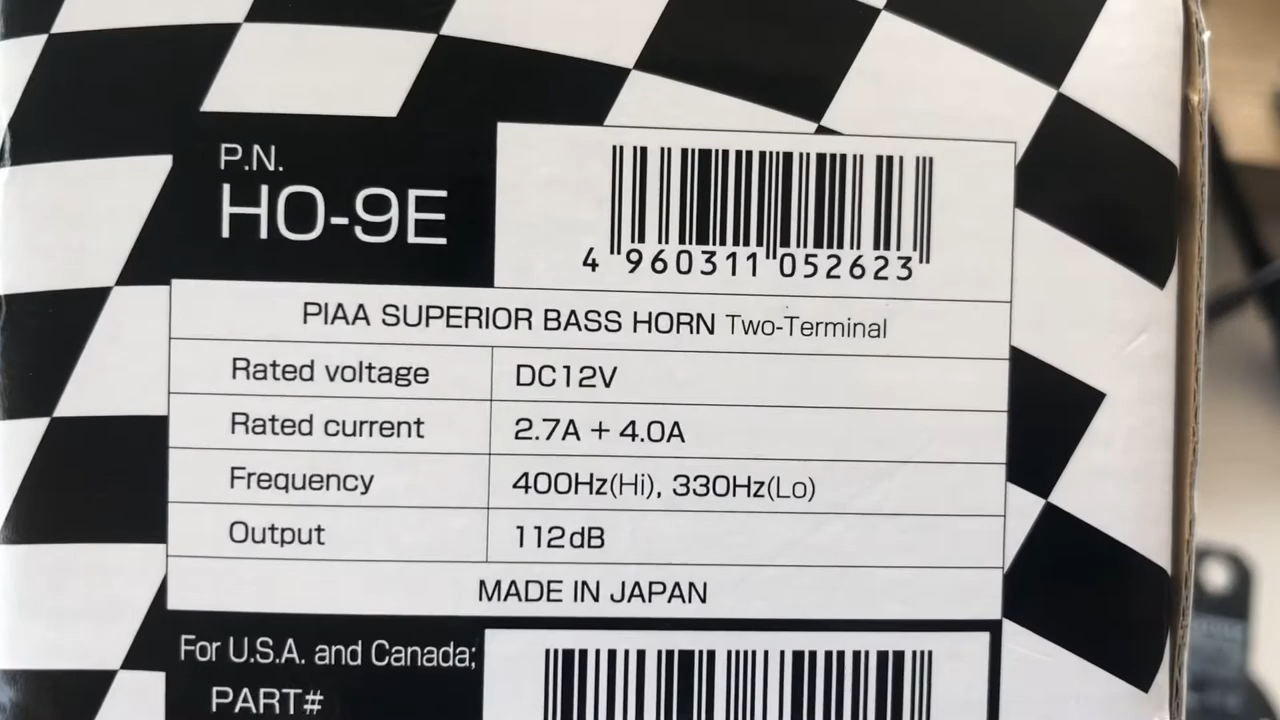 P.N.
HO-9E
4 960311 052623
PIAA SUPERIOR BASS HORN Two-Terminal
Rated voltage DC12V
Rated current 2.7A + 4.0A
Frequency 400Hz(Hi), 330Hz(Lo)
Output 112dB
MADE IN JAPAN
For U.S.A. and Canada;
PART#